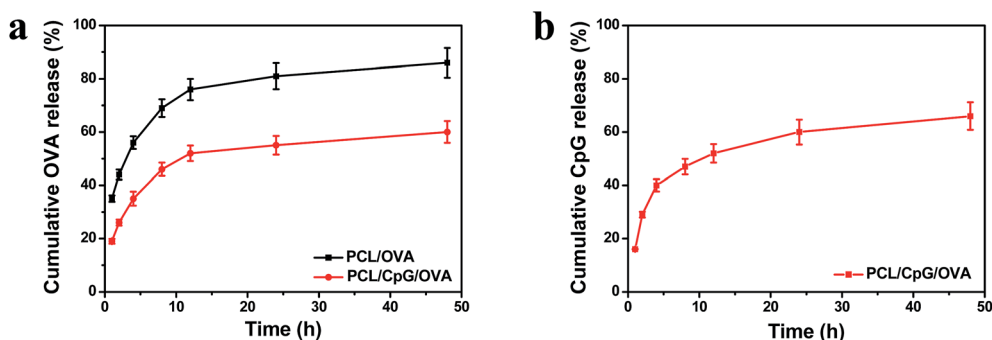 a
Cumulative OVA release (%)
100
80
60
40
20
0
0 10 20 30 40 50
Time (h)
PCL/OVA
PCL/CpG/OVA
b
Cumulative CpG release (%)
100
80
60
40
20
0
0 10 20 30 40 50
Time (h)
PCL/CpG/OVA